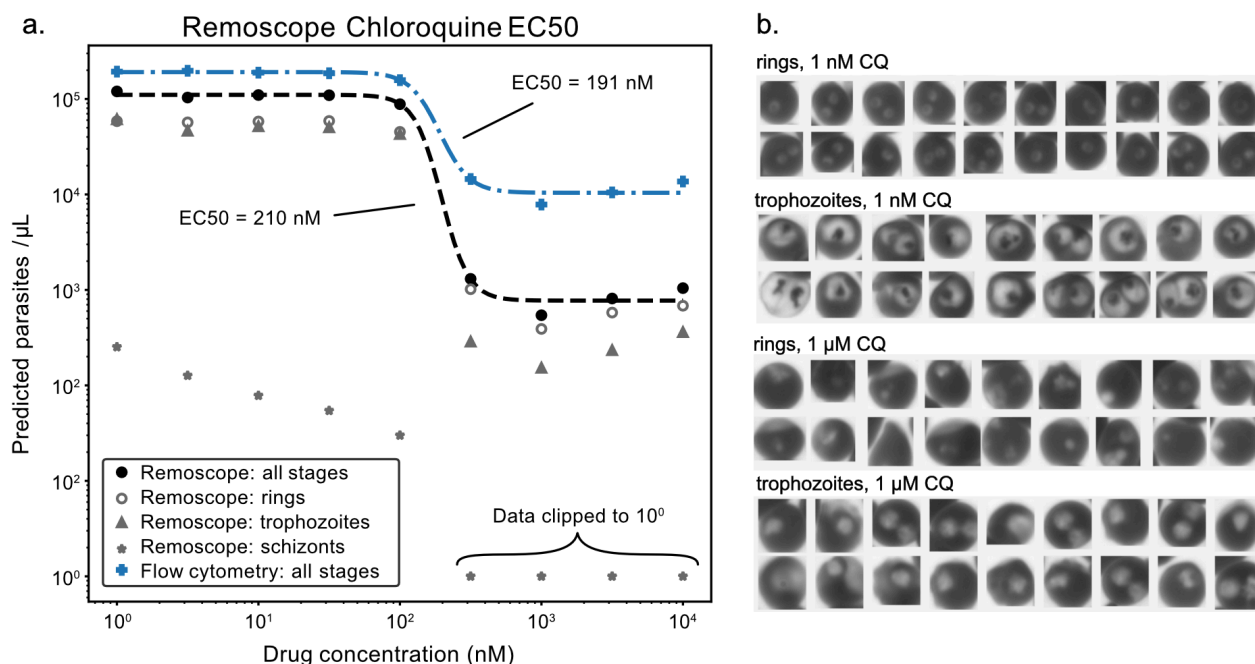 a.
Remoscope Chloroquine EC50
EC50 = 191 nM
EC50 = 210 nM
Predicted parasites /µL
10⁵
10⁴
10³
10²
10²
10⁰
Remoscope: all stages
Remoscope: rings
Remoscope: trophozoites
Remoscope: schizonts
Flow cytometry: all stages
Data clipped to 10⁰
10⁰
10¹
10²
10³
10⁴
Drug concentration (nM)
b.
rings, 1 nM CQ
trophozoites, 1 nM CQ
rings, 1 µM CQ
trophozoites, 1 µM CQ